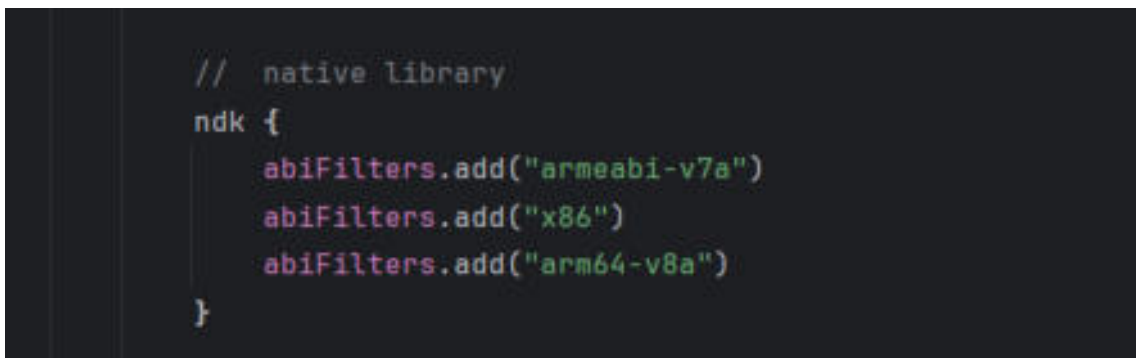 // native library
ndk {
abiFilters.add("armeabi-v7a")
abiFilters.add("x86")
abiFilters.add("arm64-v8a")
}